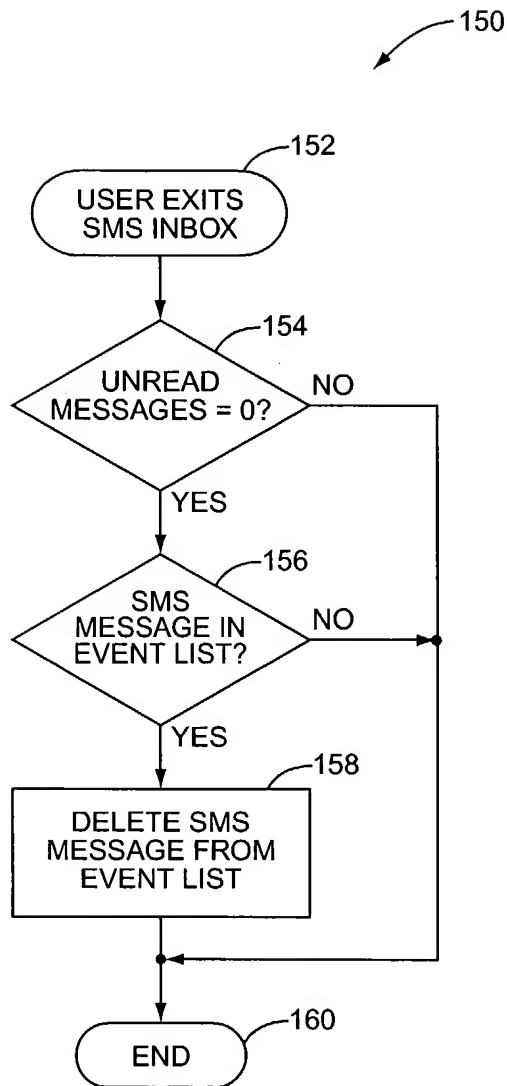 150
152
USER EXITS
SMS INBOX
154
UNREAD
MESSAGES = 0?
NO
YES
156
SMS
MESSAGE IN
EVENT LIST?
NO
YES
158
DELETE SMS
MESSAGE FROM
EVENT LIST
160
END